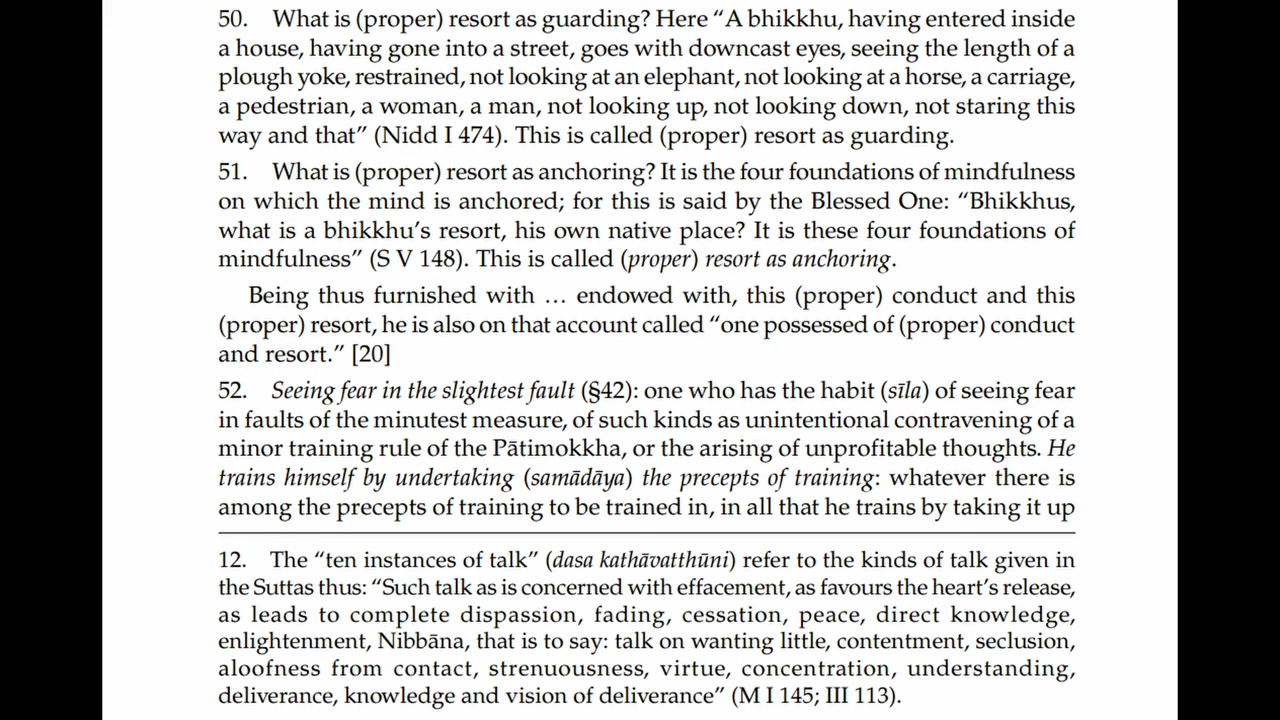 50. What is (proper) resort as guarding? Here “A bhikkhu, having entered inside
a house, having gone into a street, goes with downcast eyes, seeing the length of a
plough yoke, restrained, not looking at an elephant, not looking at a horse, a carriage,
a pedestrian, a woman, a man, not looking up, not looking down, not staring this
way and that” (Nidd I 474). This is called (proper) resort as guarding.
51. What is (proper) resort as anchoring? It is the four foundations of mindfulness
on which the mind is anchored; for this is said by the Blessed One: “Bhikkhus,
what is a bhikkhu’s resort, his own native place? It is these four foundations of
mindfulness” (S V 148). This is called (proper) resort as anchoring.
Being thus furnished with … endowed with, this (proper) conduct and this
(proper) resort, he is also on that account called “one possessed of (proper) conduct
and resort.” [20]
52. Seeing fear in the slightest fault (§42): one who has the habit (sīla) of seeing fear
in faults of the minutest measure, of such kinds as unintentional contravening of a
minor training rule of the Pātimokkha, or the arising of unprofitable thoughts. He
trains himself by undertaking (samādāya) the precepts of training: whatever there is
among the precepts of training to be trained in, in all that he trains by taking it up
12. The “ten instances of talk” (dasa kathāvatthūni) refer to the kinds of talk given in
the Suttas thus: “Such talk as is concerned with effacement, as favours the heart’s release,
as leads to complete dispassion, fading, cessation, peace, direct knowledge,
enlightenment, Nibbāna, that is to say: talk on wanting little, contentment, seclusion,
aloofness from contact, strenuousness, virtue, concentration, understanding,
deliverance, knowledge and vision of deliverance” (M I 145; III 113).